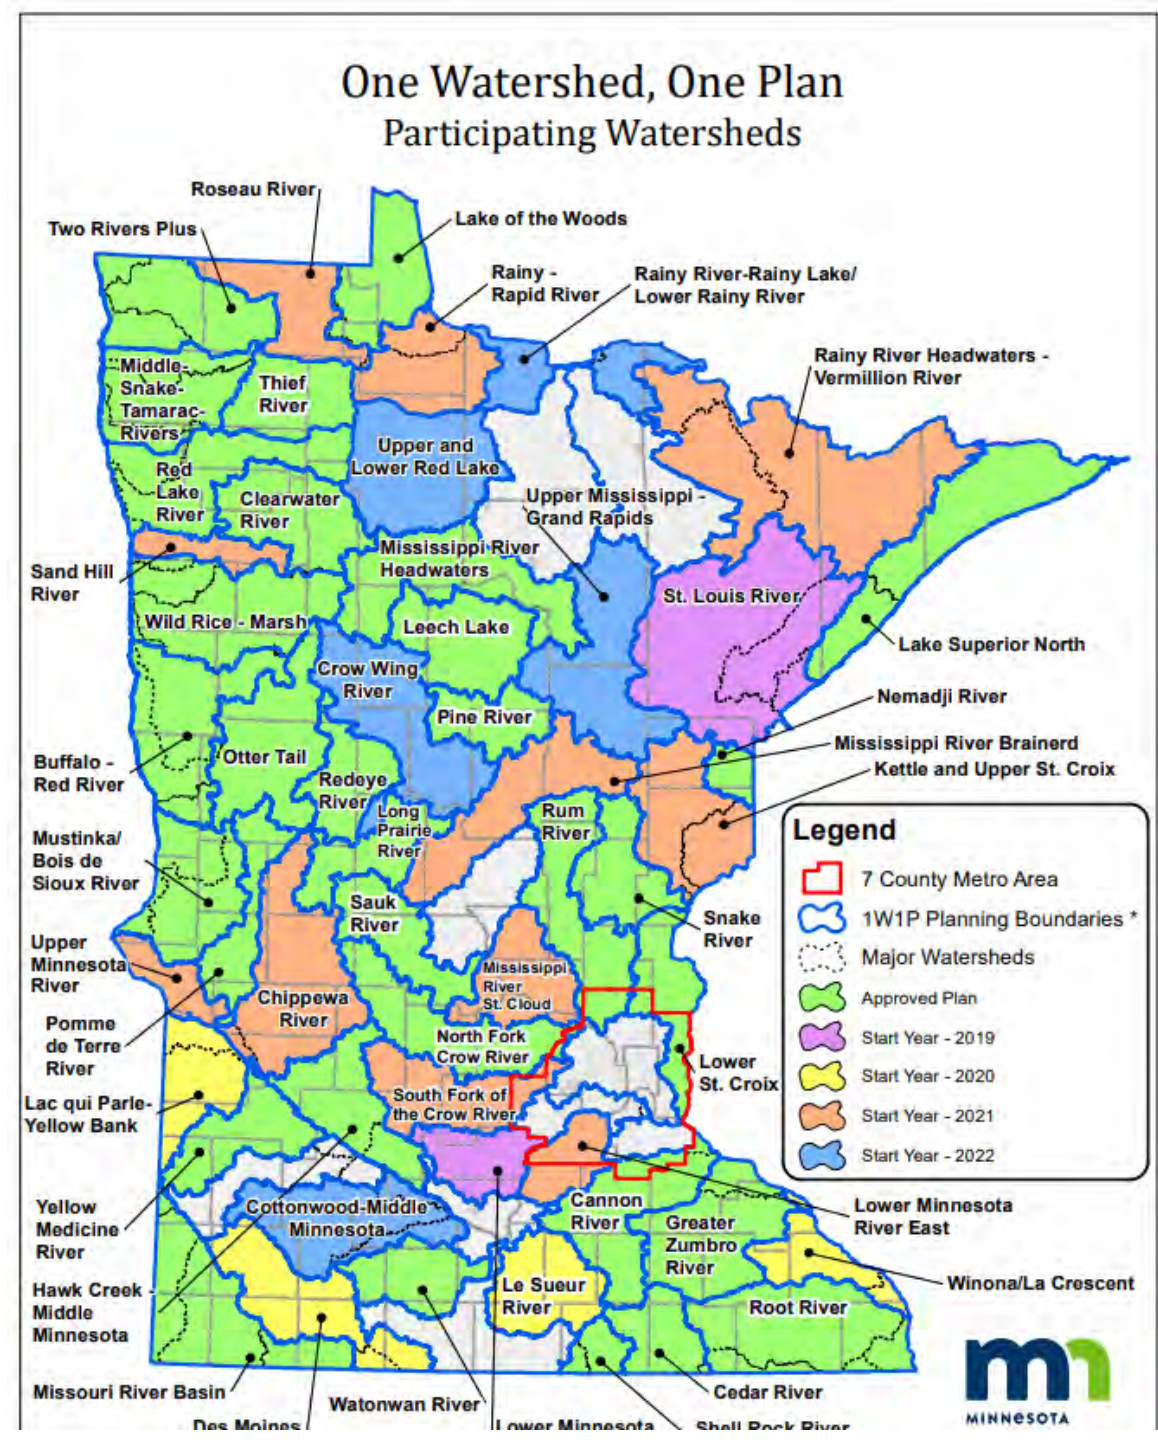 One Watershed, One Plan
Participating Watersheds
Roseau River
Two Rivers Plus
Lake of the Woods
Rainy -
Rapid River
Rainy River-Rainy Lake/
Lower Rainy River
Rainy River Headwaters -
Vermillion River
Middle-
Snake-
Tamarac-
Rivers
Thief
River
Upper and
Lower Red Lake
Red
Lake
River
Clearwater
River
Upper Mississippi -
Grand Rapids
Mississippi River
Headwaters
Sand Hill
River
Wild Rice - Marsh
Leech Lake
St. Louis River
Lake Superior North
Crow Wing
River
Nemadji River
Pine River
Mississippi River Brainerd
Otter Tail
Buffalo -
Red River
Redeye
River
Kettle and Upper St. Croix
Long
Prairie
River
Rum
River
Mustinka/
Bois de
Sioux River
Sauk
River
Snake
River
Upper
Minnesota
River
Mississippi
River
St. Cloud
Chippewa
River
Pomme
de Terre
River
North Fork
Crow River
Lower
St. Croix
Lac qui Parle-
Yellow Bank
South Fork of
the Crow River
Legend
7 County Metro Area
1W1P Planning Boundaries *
Major Watersheds
Approved Plan
Start Year - 2019
Start Year - 2020
Start Year - 2021
Start Year - 2022
Yellow
Medicine
River
Cottonwood-Middle
Minnesota
Cannon
River
Greater
Zumbro
River
Lower Minnesota
River East
Winona/La Crescent
Hawk Creek -
Middle
Minnesota
Le Sueur
River
Root River
Missouri River Basin
Watonwan River
Cedar River
Des Moines
Lower Minnesota
Shell Rock River
mn
MINNESOTA